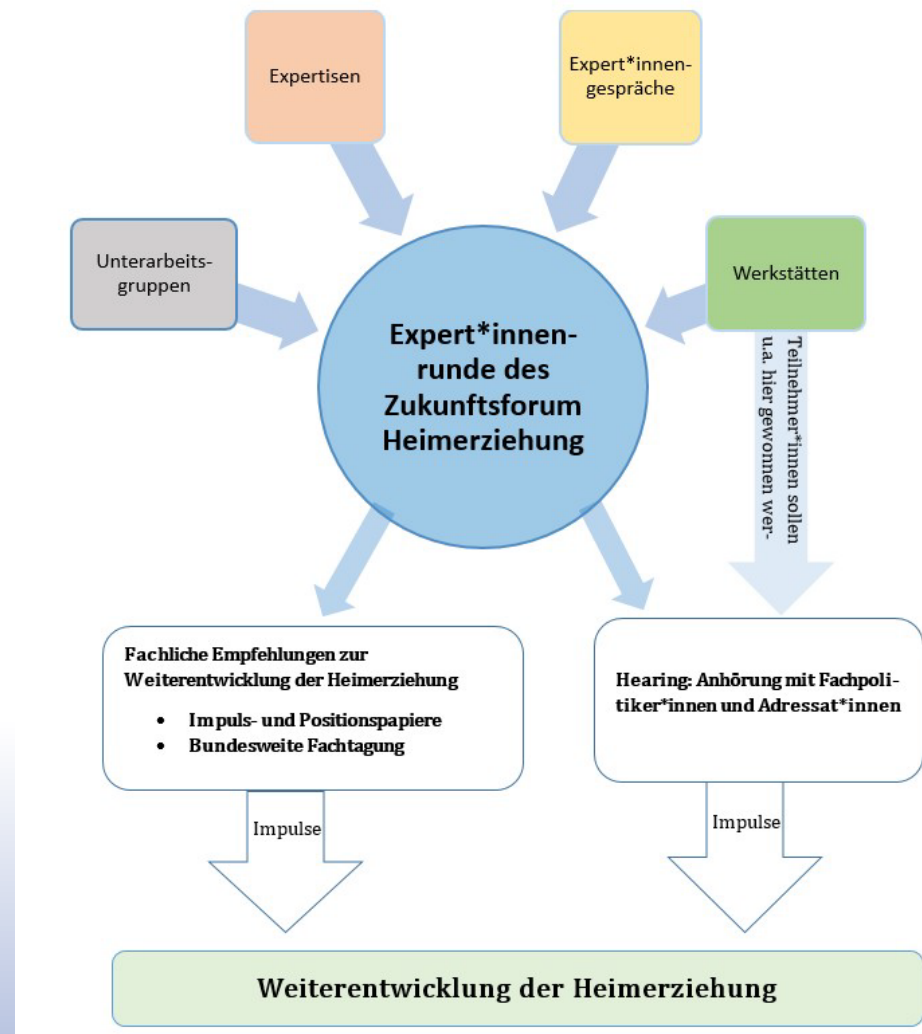 Expertisen
Expert*innen-
gespräche
Unterarbeits-
gruppen
Werkstätten
Expert*innen-
runde des
Zukunftsforum
Heimerziehung
Teilnehmer*innen sollen
u.a. hier gewonnen wer-
Fachliche Empfehlungen zur
Weiterentwicklung der Heimerziehung
• Impuls- und Positionspapiere
• Bundesweite Fachtagung
Hearing: Anhörung mit Fachpoli-
tiker*innen und Adressat*innen
Impulse
Impulse
Weiterentwicklung der Heimerziehung